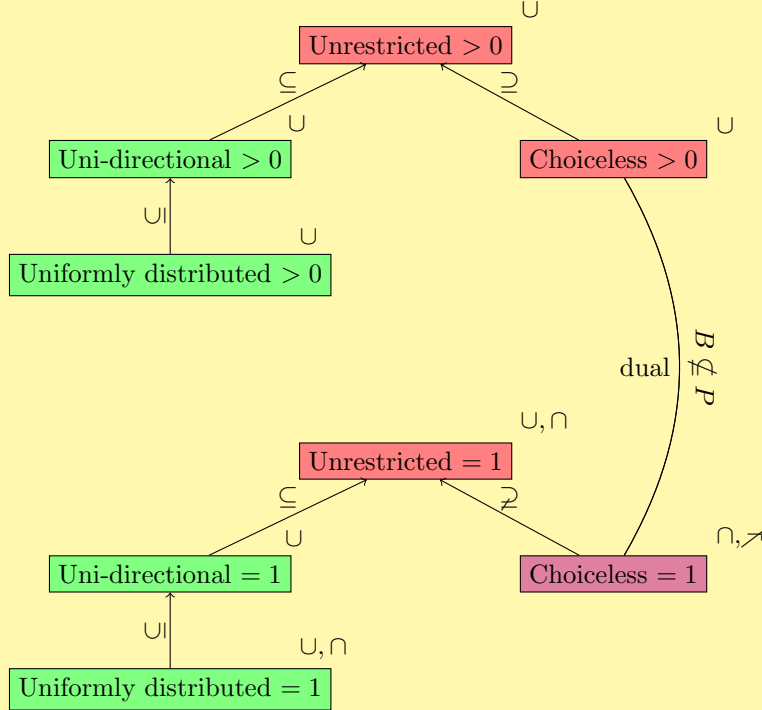 ∪
Unrestricted > 0
⊆
⊇
∪
∪
Uni-directional > 0
Choiceless > 0
⊆
∪
Uniformly distributed > 0
dual
B ⊄ P
∪, ∩
Unrestricted = 1
⊆
⊋
∪
∩,
Uni-directional = 1
Choiceless = 1
⊆
∪, ∩
Uniformly distributed = 1